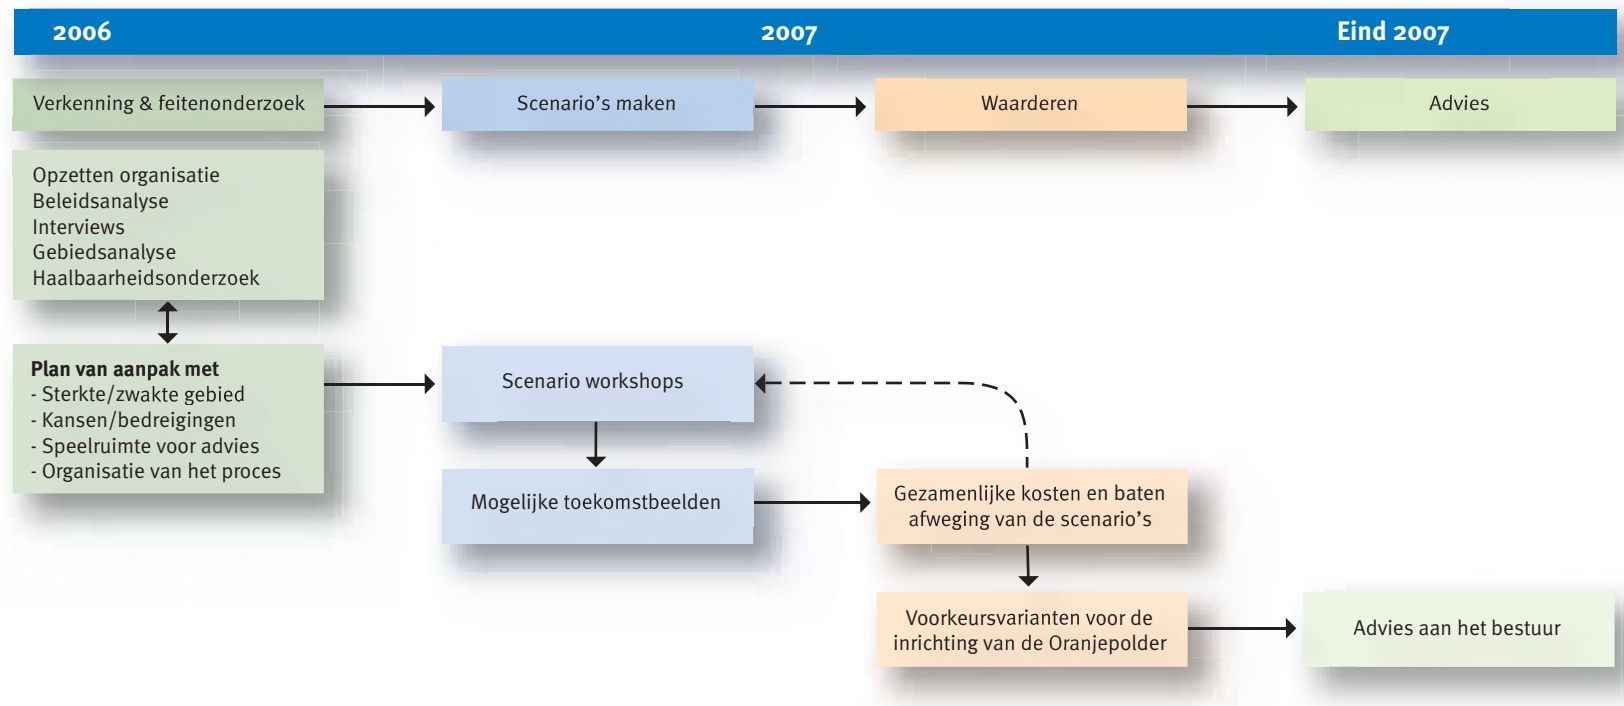 2006
2007
Eind 2007
Verkenning & feitenonderzoek
Scenario's maken
Waarderen
Advies
Opzetten organisatie
Beleidsanalyse
Interviews
Gebiedsanalyse
Haalbaarheidsonderzoek
Plan van aanpak met
- Sterkte/zwakte gebied
- Kansen/bedreigingen
- Speelruimte voor advies
- Organisatie van het proces
Scenario workshops
Mogelijke toekomstbeelden
Gezamenlijke kosten en baten
afweging van de scenario's
Voorkeursvarianten voor de
inrichting van de Oranjepolder
Advies aan het bestuur